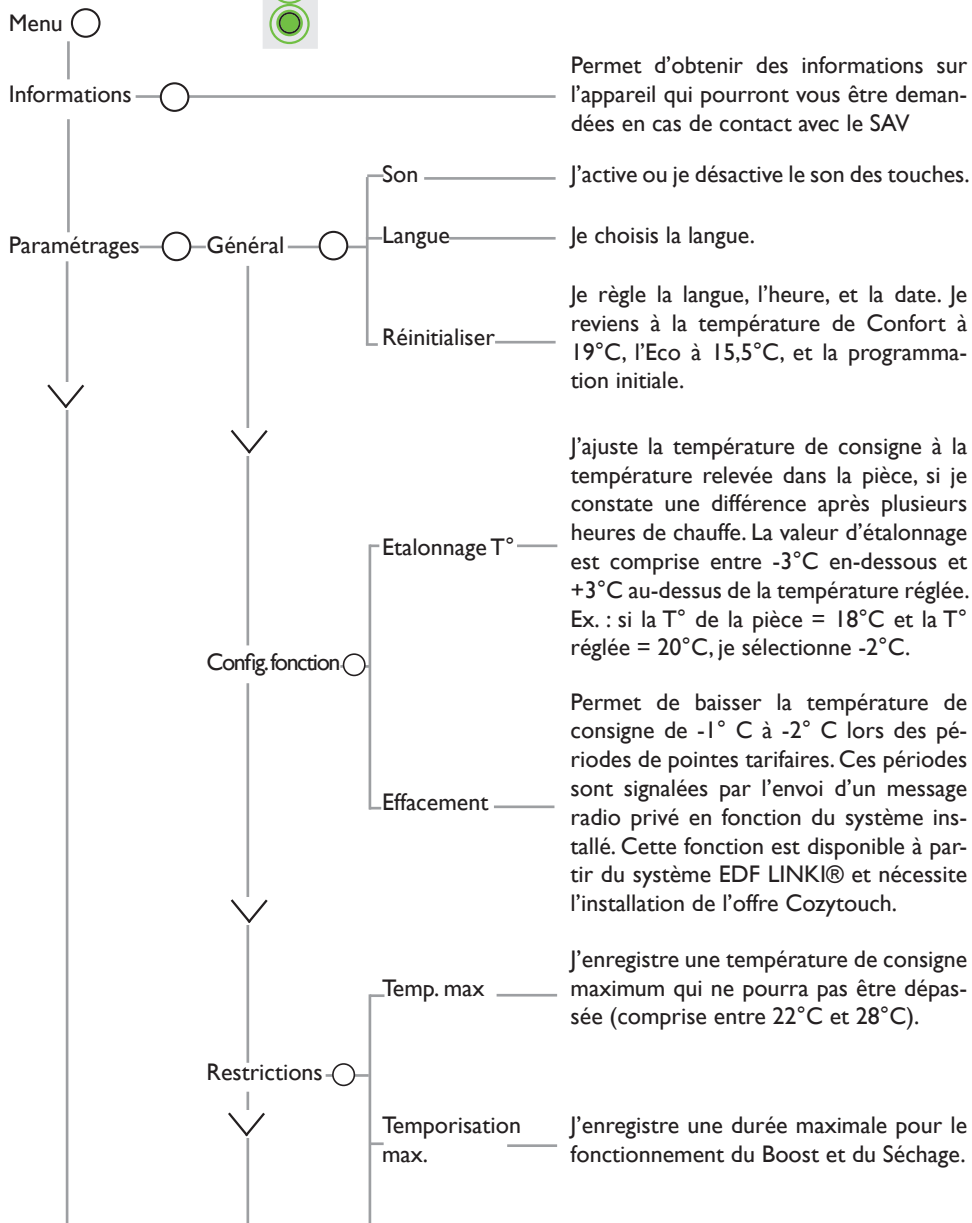 Menu
Permet d'obtenir des informations sur
Informations
l'appareil qui pourront vous être deman-
dées en cas de contact avec le SAV
Son
J'active ou je désactive le son des touches.
Paramétrages
Général
Langue
Je choisis la langue.
Réinitialiser
Je règle la langue, l'heure, et la date. Je
reviens à la température de Confort à
19°C, l'Eco à 15,5°C, et la programma-
tion initiale.
Config. fonction
Etalonnage T°
J'ajuste la température de consigne à la
température relevée dans la pièce, si je
constate une différence après plusieurs
heures de chauffe. La valeur d'étalonnage
est comprise entre -3°C en-dessous et
+3°C au-dessus de la température réglée.
Ex. : si la T° de la pièce = 18°C et la T°
réglée = 20°C, je sélectionne -2°C.
Effacement
Permet de baisser la température de
consigne de -1° C à -2° C lors des pé-
riodes de pointes tarifaires. Ces périodes
sont signalées par l'envoi d'un message
radio privé en fonction du système ins-
tallé. Cette fonction est disponible à par-
tir du système EDF LINKI® et nécessite
l'installation de l'offre Cozytouch.
Restrictions
Temp. max
J'enregistre une température de consigne
maximum qui ne pourra pas être dépas-
sée (comprise entre 22°C et 28°C).
Temporisation
max.
J'enregistre une durée maximale pour le
fonctionnement du Boost et du Séchage.